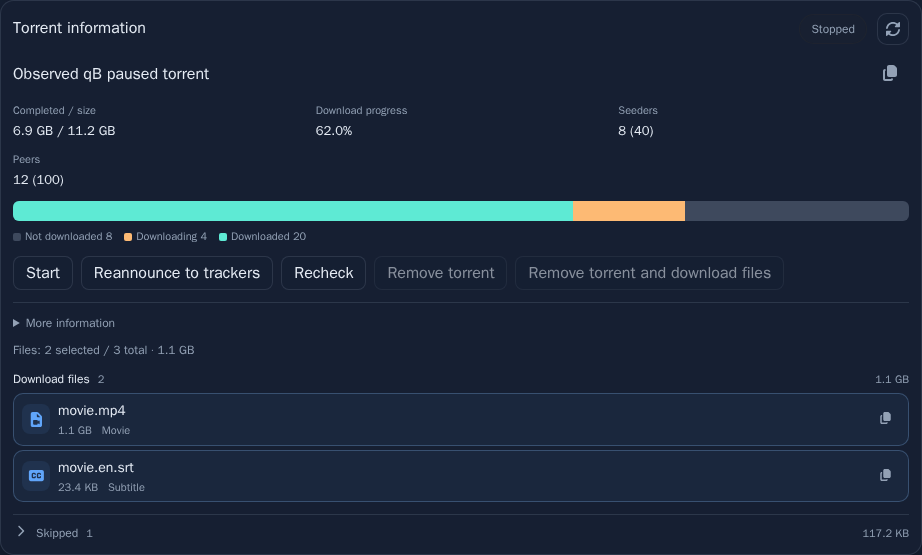 Torrent information
Stopped
Observed qB paused torrent
Completed / size
Download progress
Seeders
6.9 GB / 11.2 GB
62.0%
8 (40)
Peers
12 (100)
Not downloaded 8 Downloading 4 Downloaded 20
Start Reannounce to trackers Recheck Remove torrent Remove torrent and download files
More information
Files: 2 selected / 3 total · 1.1 GB
Download files 2 1.1 GB
movie.mp4
1.1 GB Movie
CC
movie.en.srt
23.4 KB Subtitle
Skipped 1 117.2 KB